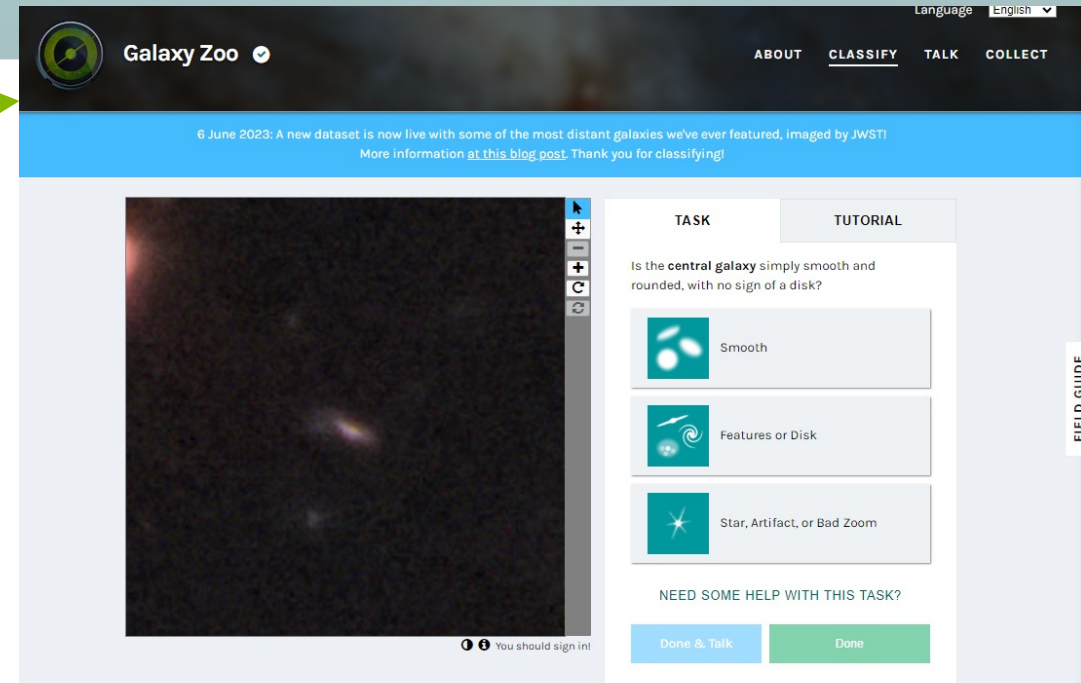 Language English
Galaxy Zoo
ABOUT CLASSIFY TALK COLLECT
6 June 2023: A new dataset is now live with some of the most distant galaxies we've ever featured, imaged by JWST!
More information at this blog post. Thank you for classifying!
TASK TUTORIAL
Is the central galaxy simply smooth and
rounded, with no sign of a disk?
Smooth
Features or Disk
Star, Artifact, or Bad Zoom
NEED SOME HELP WITH THIS TASK?
Done & Talk Done
You should sign in!
FIELD GUIDE